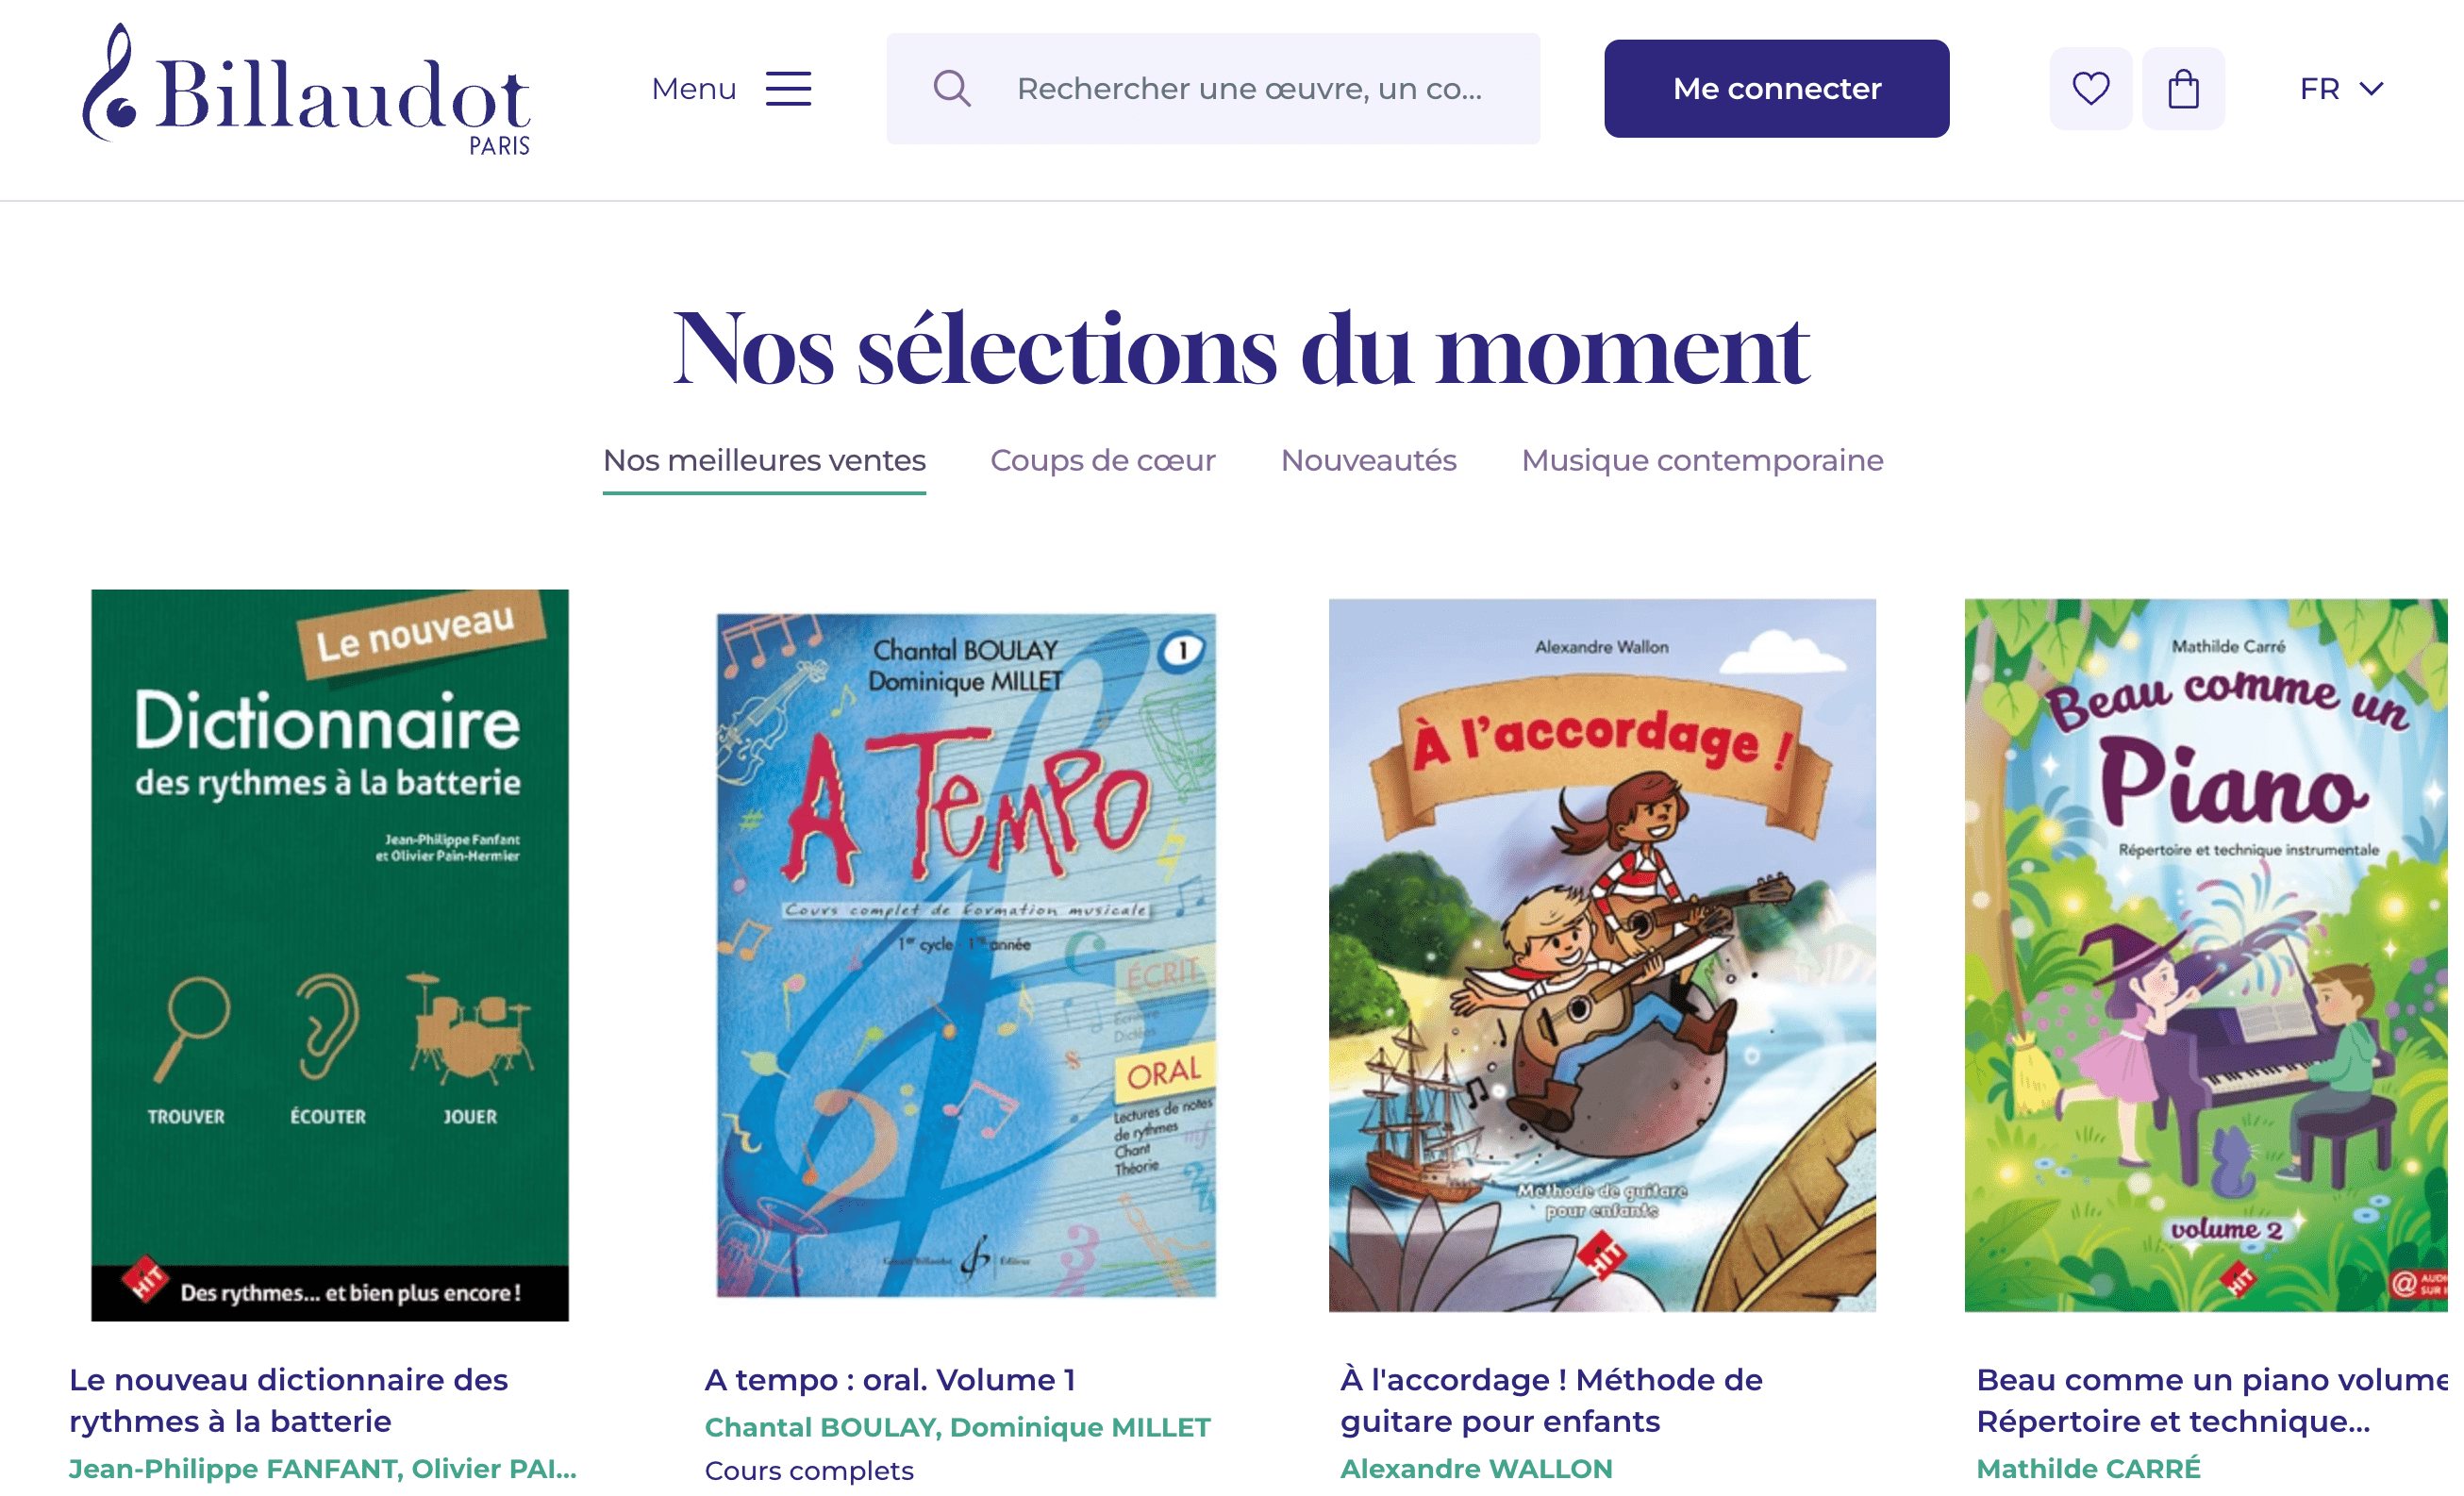 Billaudot
PARIS
Menu
Rechercher une œuvre, un co...
Me connecter
FR
Nos sélections du moment
Nos meilleures ventes
Coups de cœur
Nouveautés
Musique contemporaine
Le nouveau
Dictionnaire
des rythmes à la batterie
Jean-Philippe Fanfant
et Olivier Pain-Hermier
TROUVER
ÉCOUTER
JOUER
HIT
Des rythmes... et bien plus encore !
Le nouveau dictionnaire des
rythmes à la batterie
Jean-Philippe FANFANT, Olivier PAI...
Chantal BOULAY
Dominique MILLET
1
A TEMPO
Cours complet de formation musicale
1er cycle - 1re année
ÉCRIT
Écriture
Dictées
ORAL
Lectures de notes
de rythmes
Chant
Théorie
Gérard Billaudot Éditeur
A tempo : oral. Volume 1
Chantal BOULAY, Dominique MILLET
Cours complets
Alexandre Wallon
À l'accordage !
Méthode de guitare
pour enfants
HIT
À l'accordage ! Méthode de
guitare pour enfants
Alexandre WALLON
Mathilde Carré
Beau comme un
Piano
Répertoire et technique instrumentale
volume 2
HIT
@ AUDI
SUR
Beau comme un piano volume
Répertoire et technique...
Mathilde CARRÉ